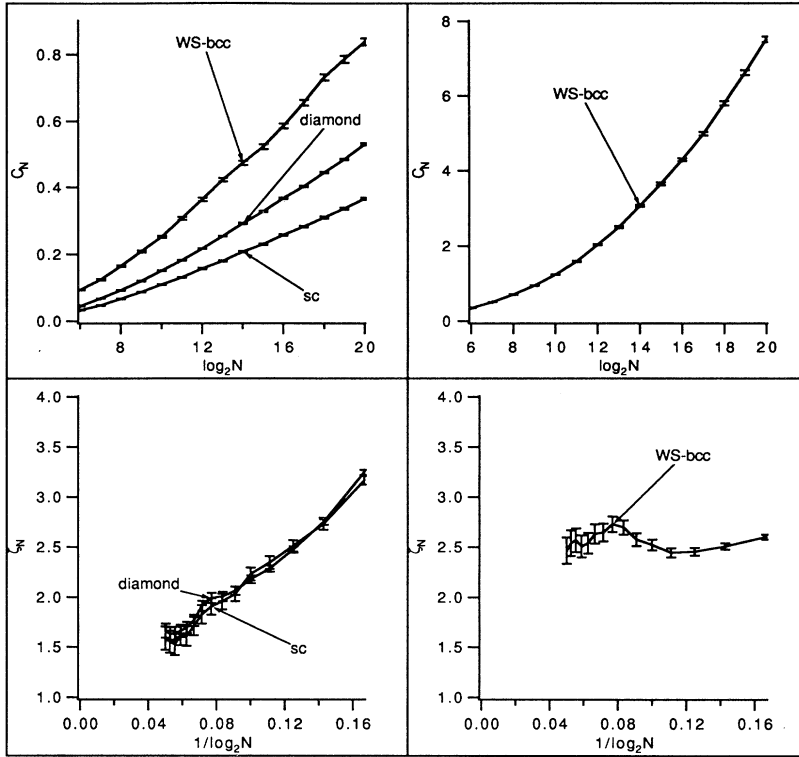 0.8
0.6
0.4
0.2
0.0
C_N
WS-bcc
diamond
sc
8 12 16 20
log₂N
8
6
4
2
0
C_N
WS-bcc
6 8 10 12 14 16 18 20
log₂N
4.0
3.5
3.0
2.5
2.0
1.5
1.0
ζ_N
diamond
sc
0.00 0.04 0.08 0.12 0.16
1/log₂N
4.0
3.5
3.0
2.5
2.0
1.5
1.0
ζ_N
WS-bcc
0.00 0.04 0.08 0.12 0.16
1/log₂N